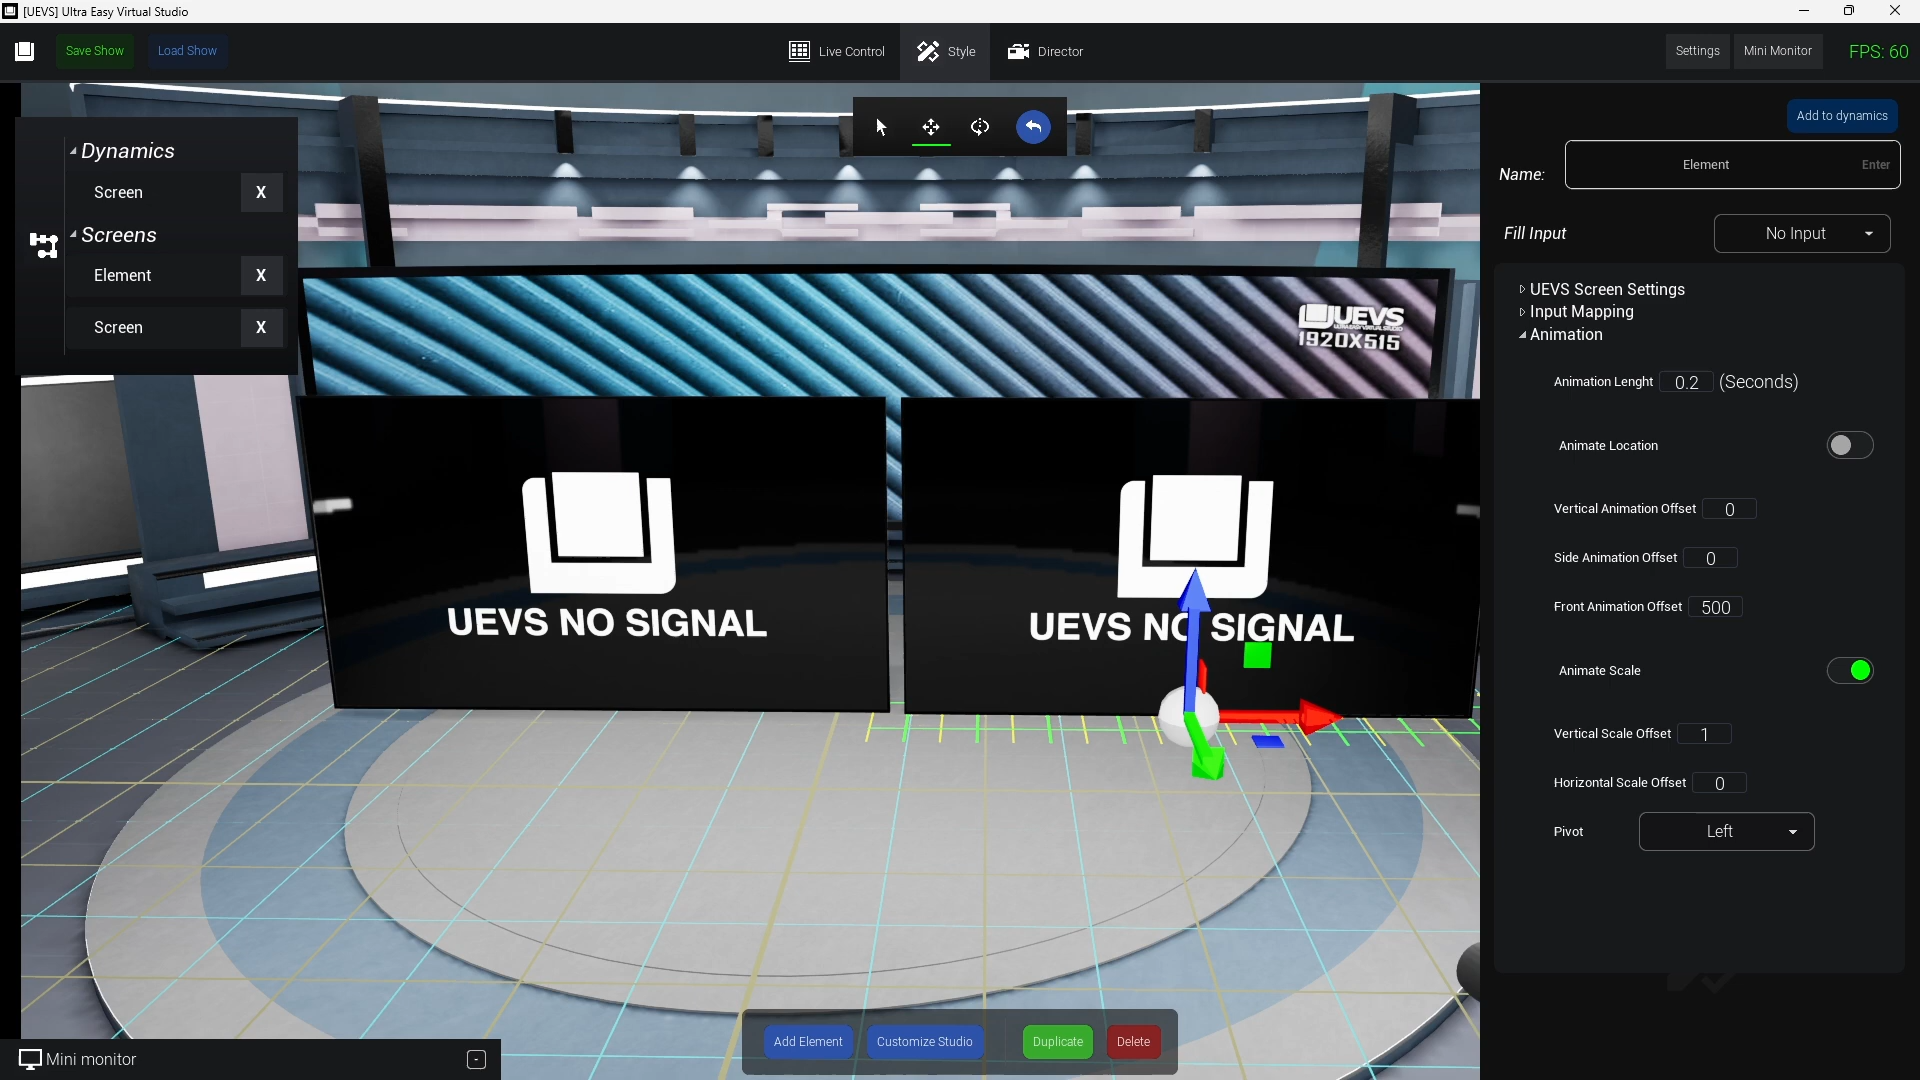 [UEVS] Ultra Easy Virtual Studio
Save Show
Load Show
Live Control
Style
Director
Settings
Mini Monitor
FPS: 60
Dynamics
Screen
X
Screens
Element
X
Screen
X
Add to dynamics
Name:
Element
Enter
Fill Input
No Input
UEVS Screen Settings
Input Mapping
Animation
Animation Lenght
0.2
(Seconds)
Animate Location
Vertical Animation Offset
0
Side Animation Offset
0
Front Animation Offset
500
Animate Scale
Vertical Scale Offset
1
Horizontal Scale Offset
0
Pivot
Left
UEVS
ULTRA EASY VIRTUAL STUDIO
1920X515
UEVS NO SIGNAL
UEVS NO SIGNAL
Add Element
Customize Studio
Duplicate
Delete
Mini monitor
-